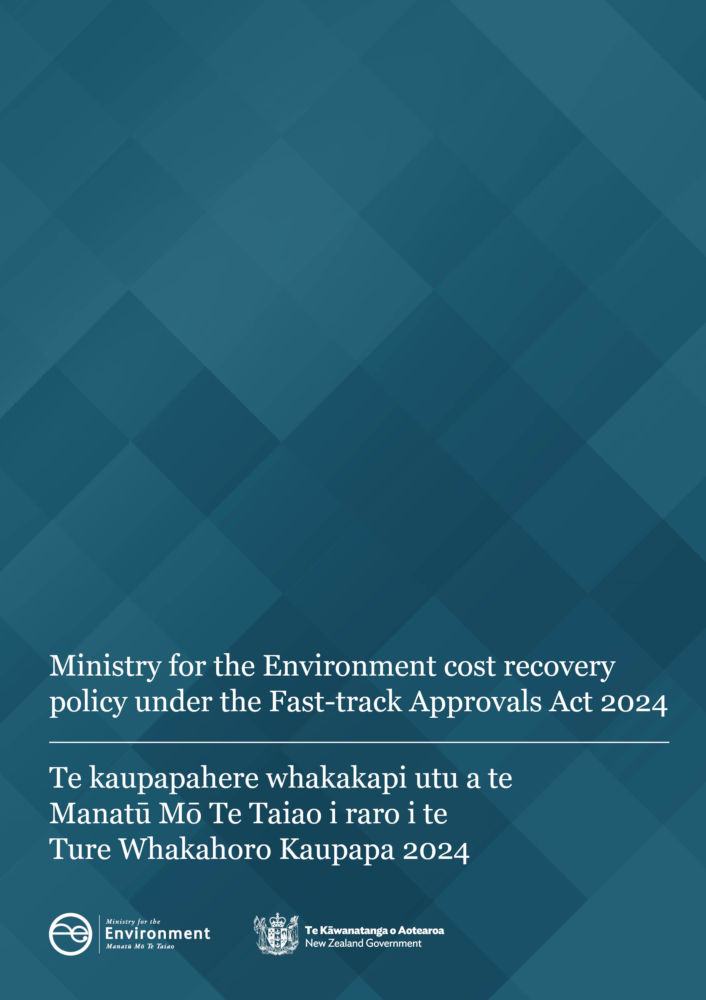 Ministry for the Environment cost recovery
policy under the Fast-track Approvals Act 2024
Te kaupapahere whakakapi utu a te
Manatū Mō Te Taiao i raro i te
Ture Whakahoro Kaupapa 2024
Ministry for the
Environment
Manatū Mō Te Taiao
NEW ZEALAND
Te Kāwanatanga o Aotearoa
New Zealand Government